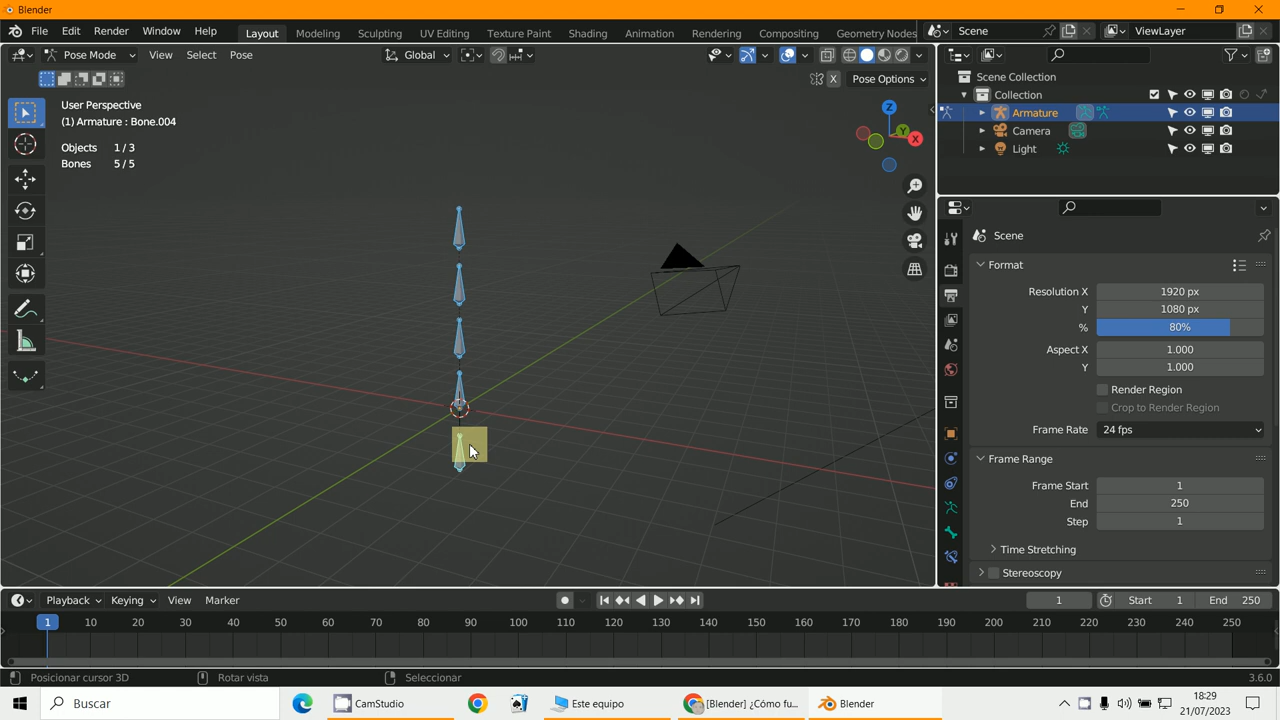 Blender
File Edit Render Window Help Layout Modeling Sculpting UV Editing Texture Paint Shading Animation Rendering Compositing Geometry Nodes Scene ViewLayer
Pose Mode View Select Pose Global
X Pose Options
User Perspective
(1) Armature : Bone.004
Objects 1/3
Bones 5/5
Z
Y
X
Scene Collection
Collection
Armature
Camera
Light
Scene
Format
Resolution X 1920 px
Y 1080 px
% 80%
Aspect X 1.000
Y 1.000
Render Region
Crop to Render Region
Frame Rate 24 fps
Frame Range
Frame Start 1
End 250
Step 1
Time Stretching
Stereoscopy
Playback Keying View Marker 1 Start 1 End 250
1 10 20 30 40 50 60 70 80 90 100 110 120 130 140 150 160 170 180 190 200 210 220 230 240 250
Posicionar cursor 3D Rotar vista Seleccionar 3.6.0
Buscar CamStudio Este equipo [Blender] ¿Cómo fu... Blender 18:29
21/07/2023